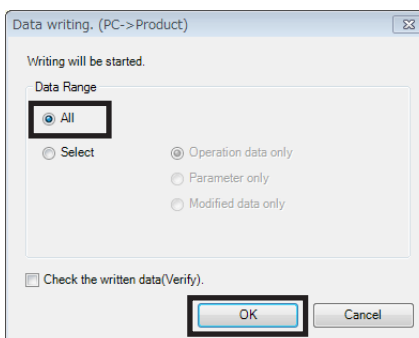 Data writing. (PC->Product)
Writing will be started.
Data Range
All
Select
Operation data only
Parameter only
Modified data only
Check the written data(Verify).
OK
Cancel